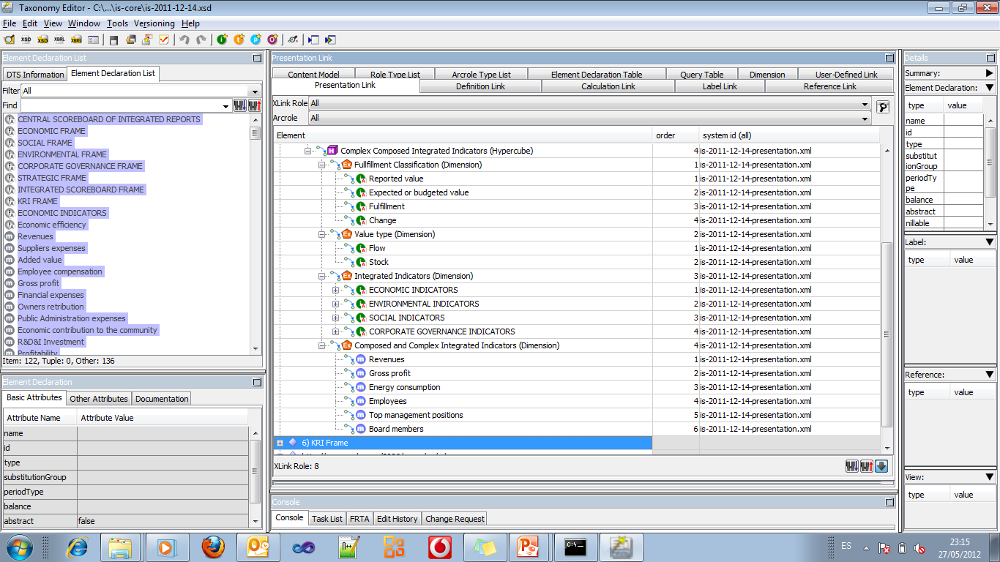 Taxonomy Editor - C:\...\is-core\is-2011-12-14.xsd
File Edit View Window Tools Versioning Help
Element Declaration List
DTS Information Element Declaration List
Filter All
Find
CENTRAL SCOREBOARD OF INTEGRATED REPORTS
ECONOMIC FRAME
SOCIAL FRAME
ENVIRONMENTAL FRAME
CORPORATE GOVERNANCE FRAME
STRATEGIC FRAME
INTEGRATED SCOREBOARD FRAME
KRI FRAME
ECONOMIC INDICATORS
Economic efficiency
Revenues
Suppliers expenses
Added value
Employee compensation
Gross profit
Financial expenses
Owners retribution
Public Administration expenses
Economic contribution to the community
R&D&I Investment
Profitability
Item: 122, Tuple: 0, Other: 136
Element Declaration
Basic Attributes Other Attributes Documentation
Attribute Name Attribute Value
name
id
type
substitutionGroup
periodType
balance
abstract false
Presentation Link
Content Model Role Type List Arcrole Type List Element Declaration Table Query Table Dimension User-Defined Link
Presentation Link Definition Link Calculation Link Label Link Reference Link
XLink Role All
Arcrole All
Element order system id (all)
Complex Composed Integrated Indicators (Hypercube) 4 is-2011-12-14-presentation.xml
Fullfillment Classification (Dimension) 1 is-2011-12-14-presentation.xml
Reported value 1 is-2011-12-14-presentation.xml
Expected or budgeted value 2 is-2011-12-14-presentation.xml
Fulfillment 3 is-2011-12-14-presentation.xml
Change 4 is-2011-12-14-presentation.xml
Value type (Dimension) 2 is-2011-12-14-presentation.xml
Flow 1 is-2011-12-14-presentation.xml
Stock 2 is-2011-12-14-presentation.xml
Integrated Indicators (Dimension) 3 is-2011-12-14-presentation.xml
ECONOMIC INDICATORS 1 is-2011-12-14-presentation.xml
ENVIRONMENTAL INDICATORS 2 is-2011-12-14-presentation.xml
SOCIAL INDICATORS 3 is-2011-12-14-presentation.xml
CORPORATE GOVERNANCE INDICATORS 4 is-2011-12-14-presentation.xml
Composed and Complex Integrated Indicators (Dimension) 4 is-2011-12-14-presentation.xml
Revenues 1 is-2011-12-14-presentation.xml
Gross profit 2 is-2011-12-14-presentation.xml
Energy consumption 3 is-2011-12-14-presentation.xml
Employees 4 is-2011-12-14-presentation.xml
Top management positions 5 is-2011-12-14-presentation.xml
Board members 6 is-2011-12-14-presentation.xml
6) KRI Frame
XLink Role: 8
Console
Console Task List FRTA Edit History Change Request
Details
Summary:
Element Declaration:
type value
name
id
type
substitut
ionGroup
periodTy
pe
balance
abstract
nillable
Label:
type value
Reference:
type value
View:
type value
ES
23:15
27/05/2012